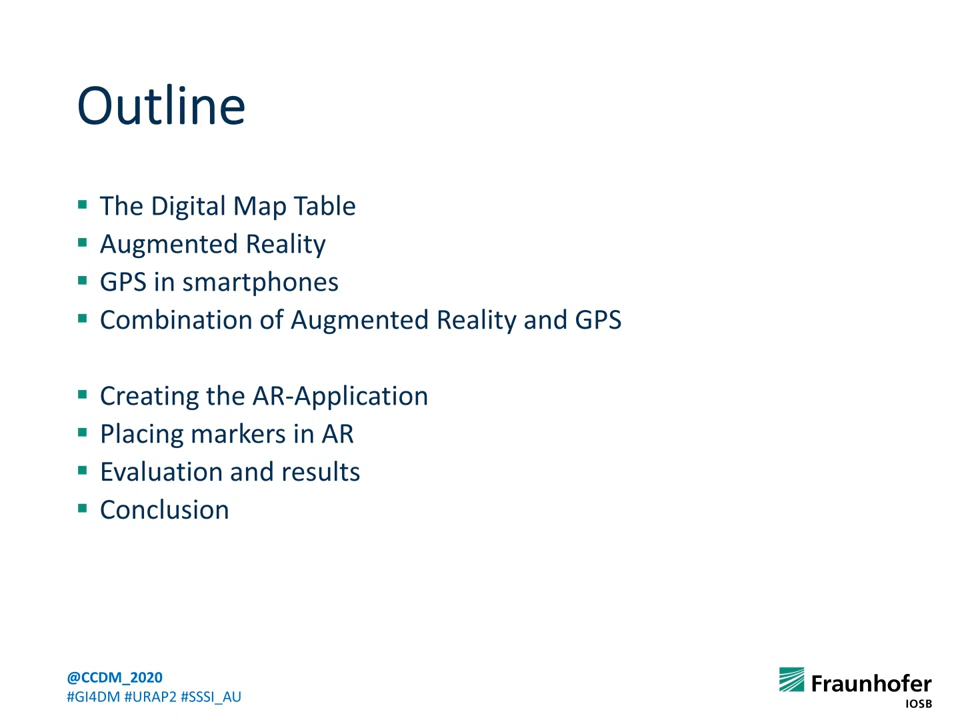 Outline
The Digital Map Table
Augmented Reality
GPS in smartphones
Combination of Augmented Reality and GPS
Creating the AR-Application
Placing markers in AR
Evaluation and results
Conclusion
@CCDM_2020
#GI4DM #URAP2 #SSSI_AU
Fraunhofer
IOSB